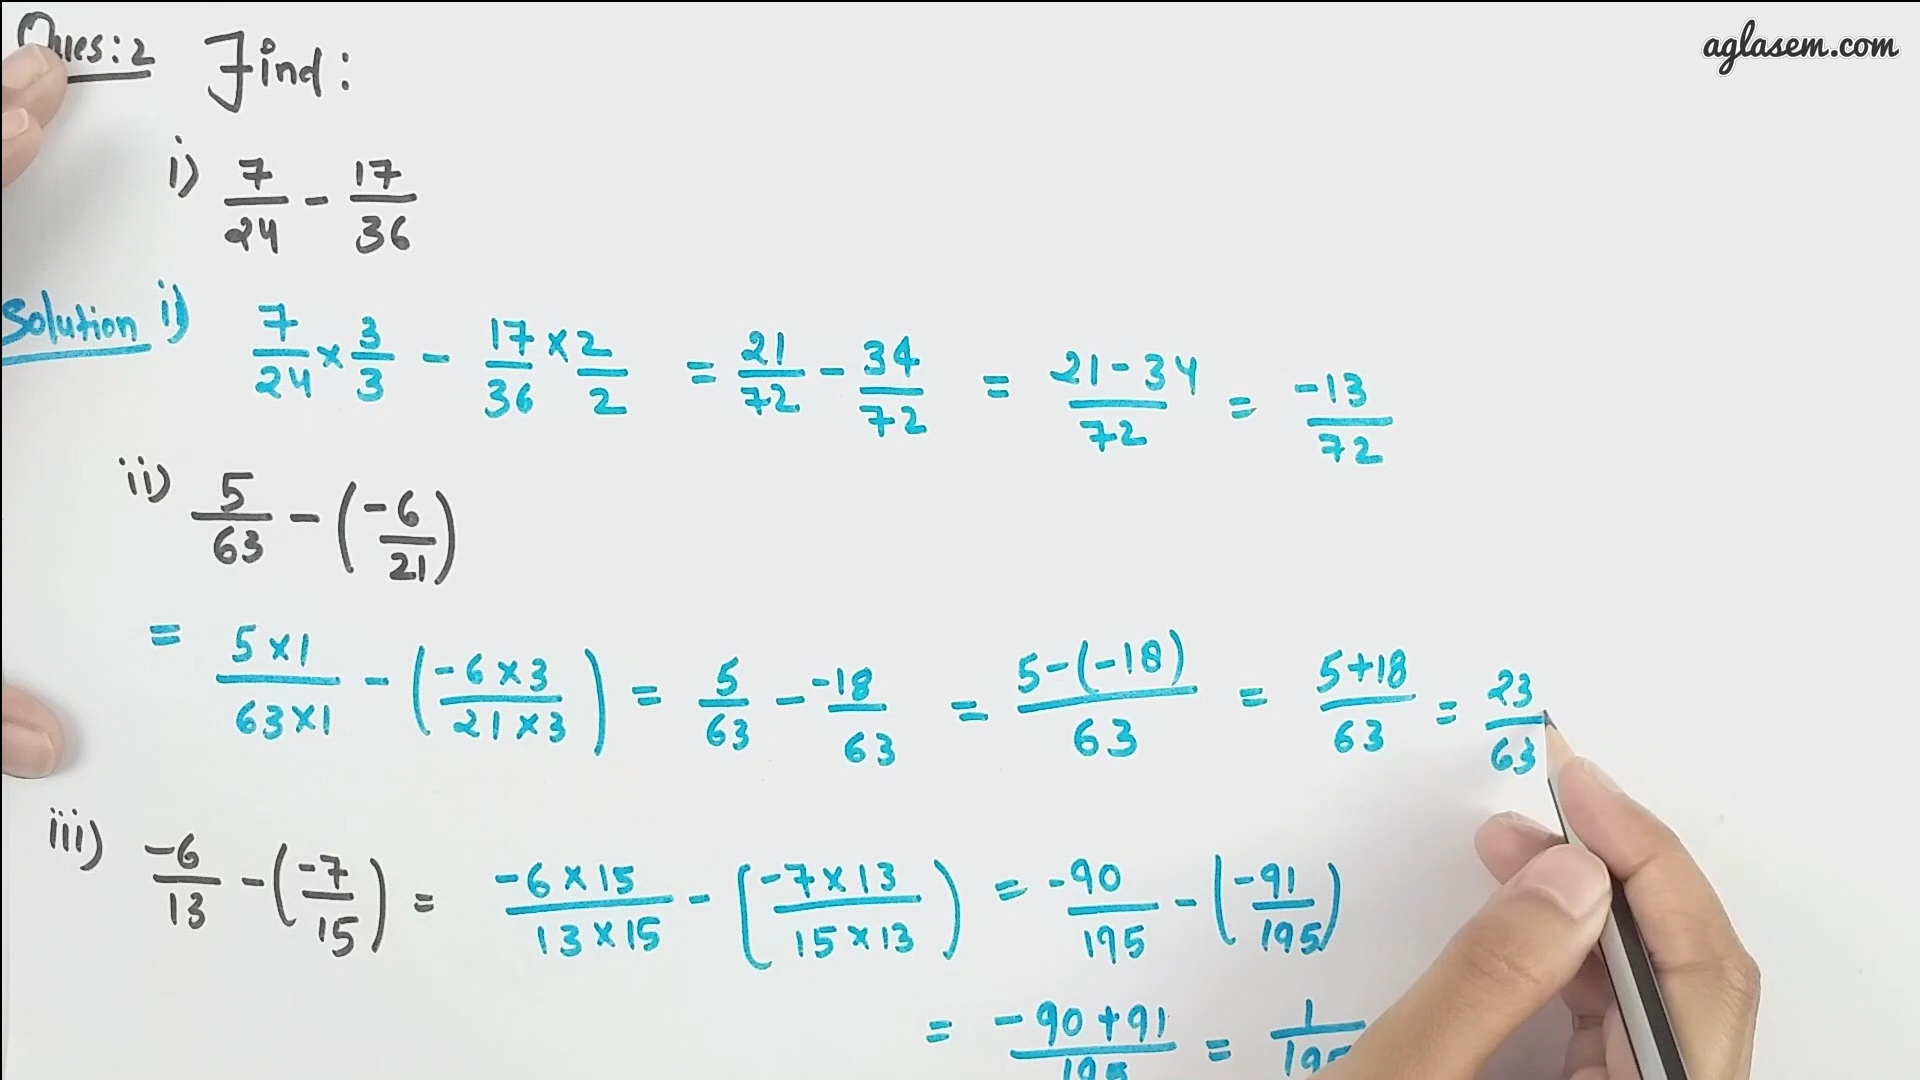 aglasem.com
Ques:2 Find:
i) 7/24 - 17/36
Solution i) 7/24 × 3/3 - 17/36 × 2/2 = 21/72 - 34/72 = 21-34/72 = -13/72
ii) 5/63 - (-6/21)
= 5×1/63×1 - (-6×3/21×3) = 5/63 - -18/63 = 5-(-18)/63 = 5+18/63 = 23/63
iii) -6/13 - (-7/15) = -6×15/13×15 - (-7×13/15×13) = -90/195 - (-91/195)
= -90+91/195 = 1/195